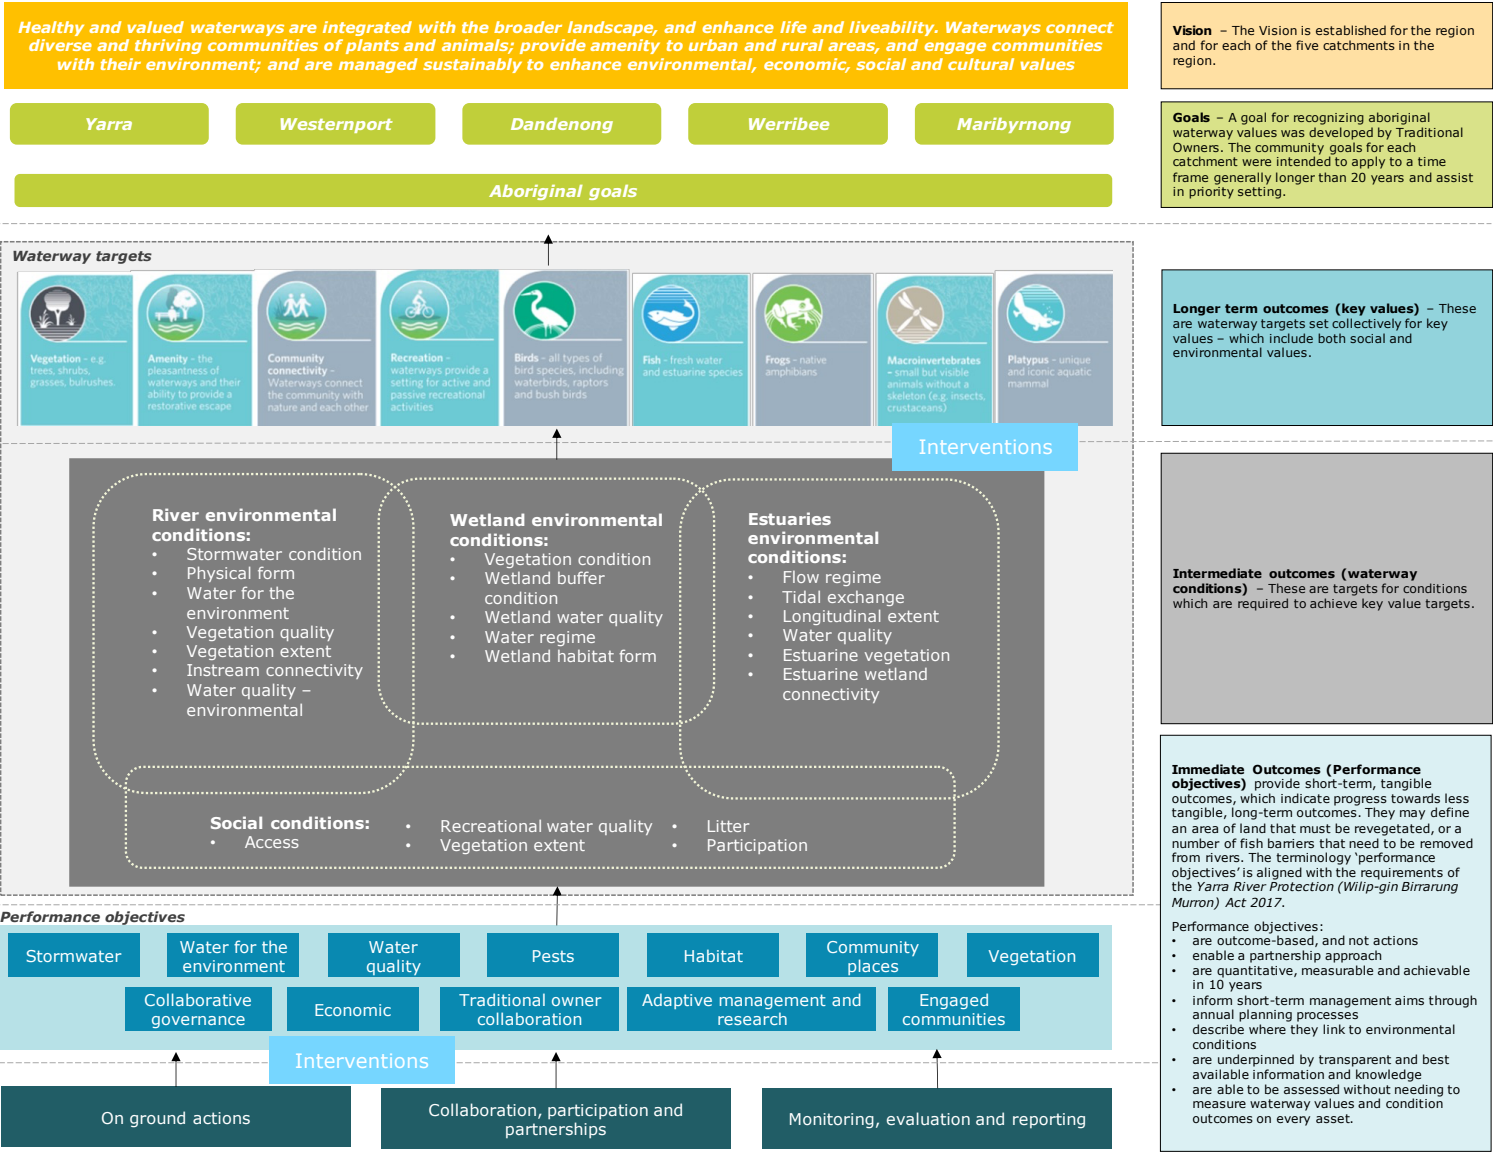 Healthy and valued waterways are integrated with the broader landscape, and enhance life and liveability. Waterways connect
diverse and thriving communities of plants and animals; provide amenity to urban and rural areas, and engage communities
with their environment; and are managed sustainably to enhance environmental, economic, social and cultural values
Vision – The Vision is established for the region
and for each of the five catchments in the
region.
Yarra
Westernport
Dandenong
Werribee
Maribyrnong
Aboriginal goals
Goals – A goal for recognizing aboriginal
waterway values was developed by Traditional
Owners. The community goals for each
catchment were intended to apply to a time
frame generally longer than 20 years and assist
in priority setting.
Waterway targets
Vegetation – e.g.
trees, shrubs,
grasses, bulrushes.
Amenity – the
pleasantness of
waterways and their
ability to provide a
restorative escape
Community
connectivity –
Waterways connect
the community with
nature and each other
Recreation –
waterways provide a
setting for active and
passive recreational
activities
Birds – all types of
bird species, including
waterbirds, raptors
and bush birds
Fish – fresh water
and estuarine species
Frogs – native
amphibians
Macroinvertebrates
– small but visible
animals without a
skeleton (e.g. insects,
crustaceans)
Platypus – unique
and iconic aquatic
mammal
Longer term outcomes (key values) – These
are waterway targets set collectively for key
values – which include both social and
environmental values.
Interventions
River environmental
conditions:
• Stormwater condition
• Physical form
• Water for the
environment
• Vegetation quality
• Vegetation extent
• Instream connectivity
• Water quality –
environmental
Wetland environmental
conditions:
• Vegetation condition
• Wetland buffer
condition
• Wetland water quality
• Water regime
• Wetland habitat form
Estuaries
environmental
conditions:
• Flow regime
• Tidal exchange
• Longitudinal extent
• Water quality
• Estuarine vegetation
• Estuarine wetland
connectivity
Social conditions:
• Access
• Recreational water quality
• Vegetation extent
• Litter
• Participation
Intermediate outcomes (waterway
conditions) – These are targets for conditions
which are required to achieve key value targets.
Performance objectives
Stormwater
Water for the
environment
Water
quality
Pests
Habitat
Community
places
Vegetation
Collaborative
governance
Economic
Traditional owner
collaboration
Adaptive management and
research
Engaged
communities
Interventions
On ground actions
Collaboration, participation and
partnerships
Monitoring, evaluation and reporting
Immediate Outcomes (Performance
objectives) provide short-term, tangible
outcomes, which indicate progress towards less
tangible, long-term outcomes. They may define
an area of land that must be revegetated, or a
number of fish barriers that need to be removed
from rivers. The terminology ‘performance
objectives’ is aligned with the requirements of
the Yarra River Protection (Wilip-gin Birrarung
Murron) Act 2017.
Performance objectives:
• are outcome-based, and not actions
• enable a partnership approach
• are quantitative, measurable and achievable
in 10 years
• inform short-term management aims through
annual planning processes
• describe where they link to environmental
conditions
• are underpinned by transparent and best
available information and knowledge
• are able to be assessed without needing to
measure waterway values and condition
outcomes on every asset.